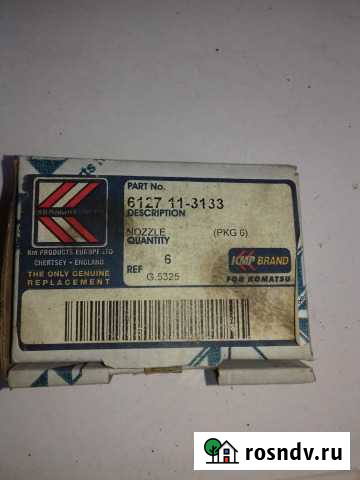 PART No.
6127 11-3133
DESCRIPTION
NOZZLE (PKG 6)
QUANTITY
6
REF
G.5325
KMP BRAND
FOR KOMATSU
KM PRODUCTS EUROPE LTD
CHERTSEY - ENGLAND
THE ONLY GENUINE
REPLACEMENT
rosndv.ru